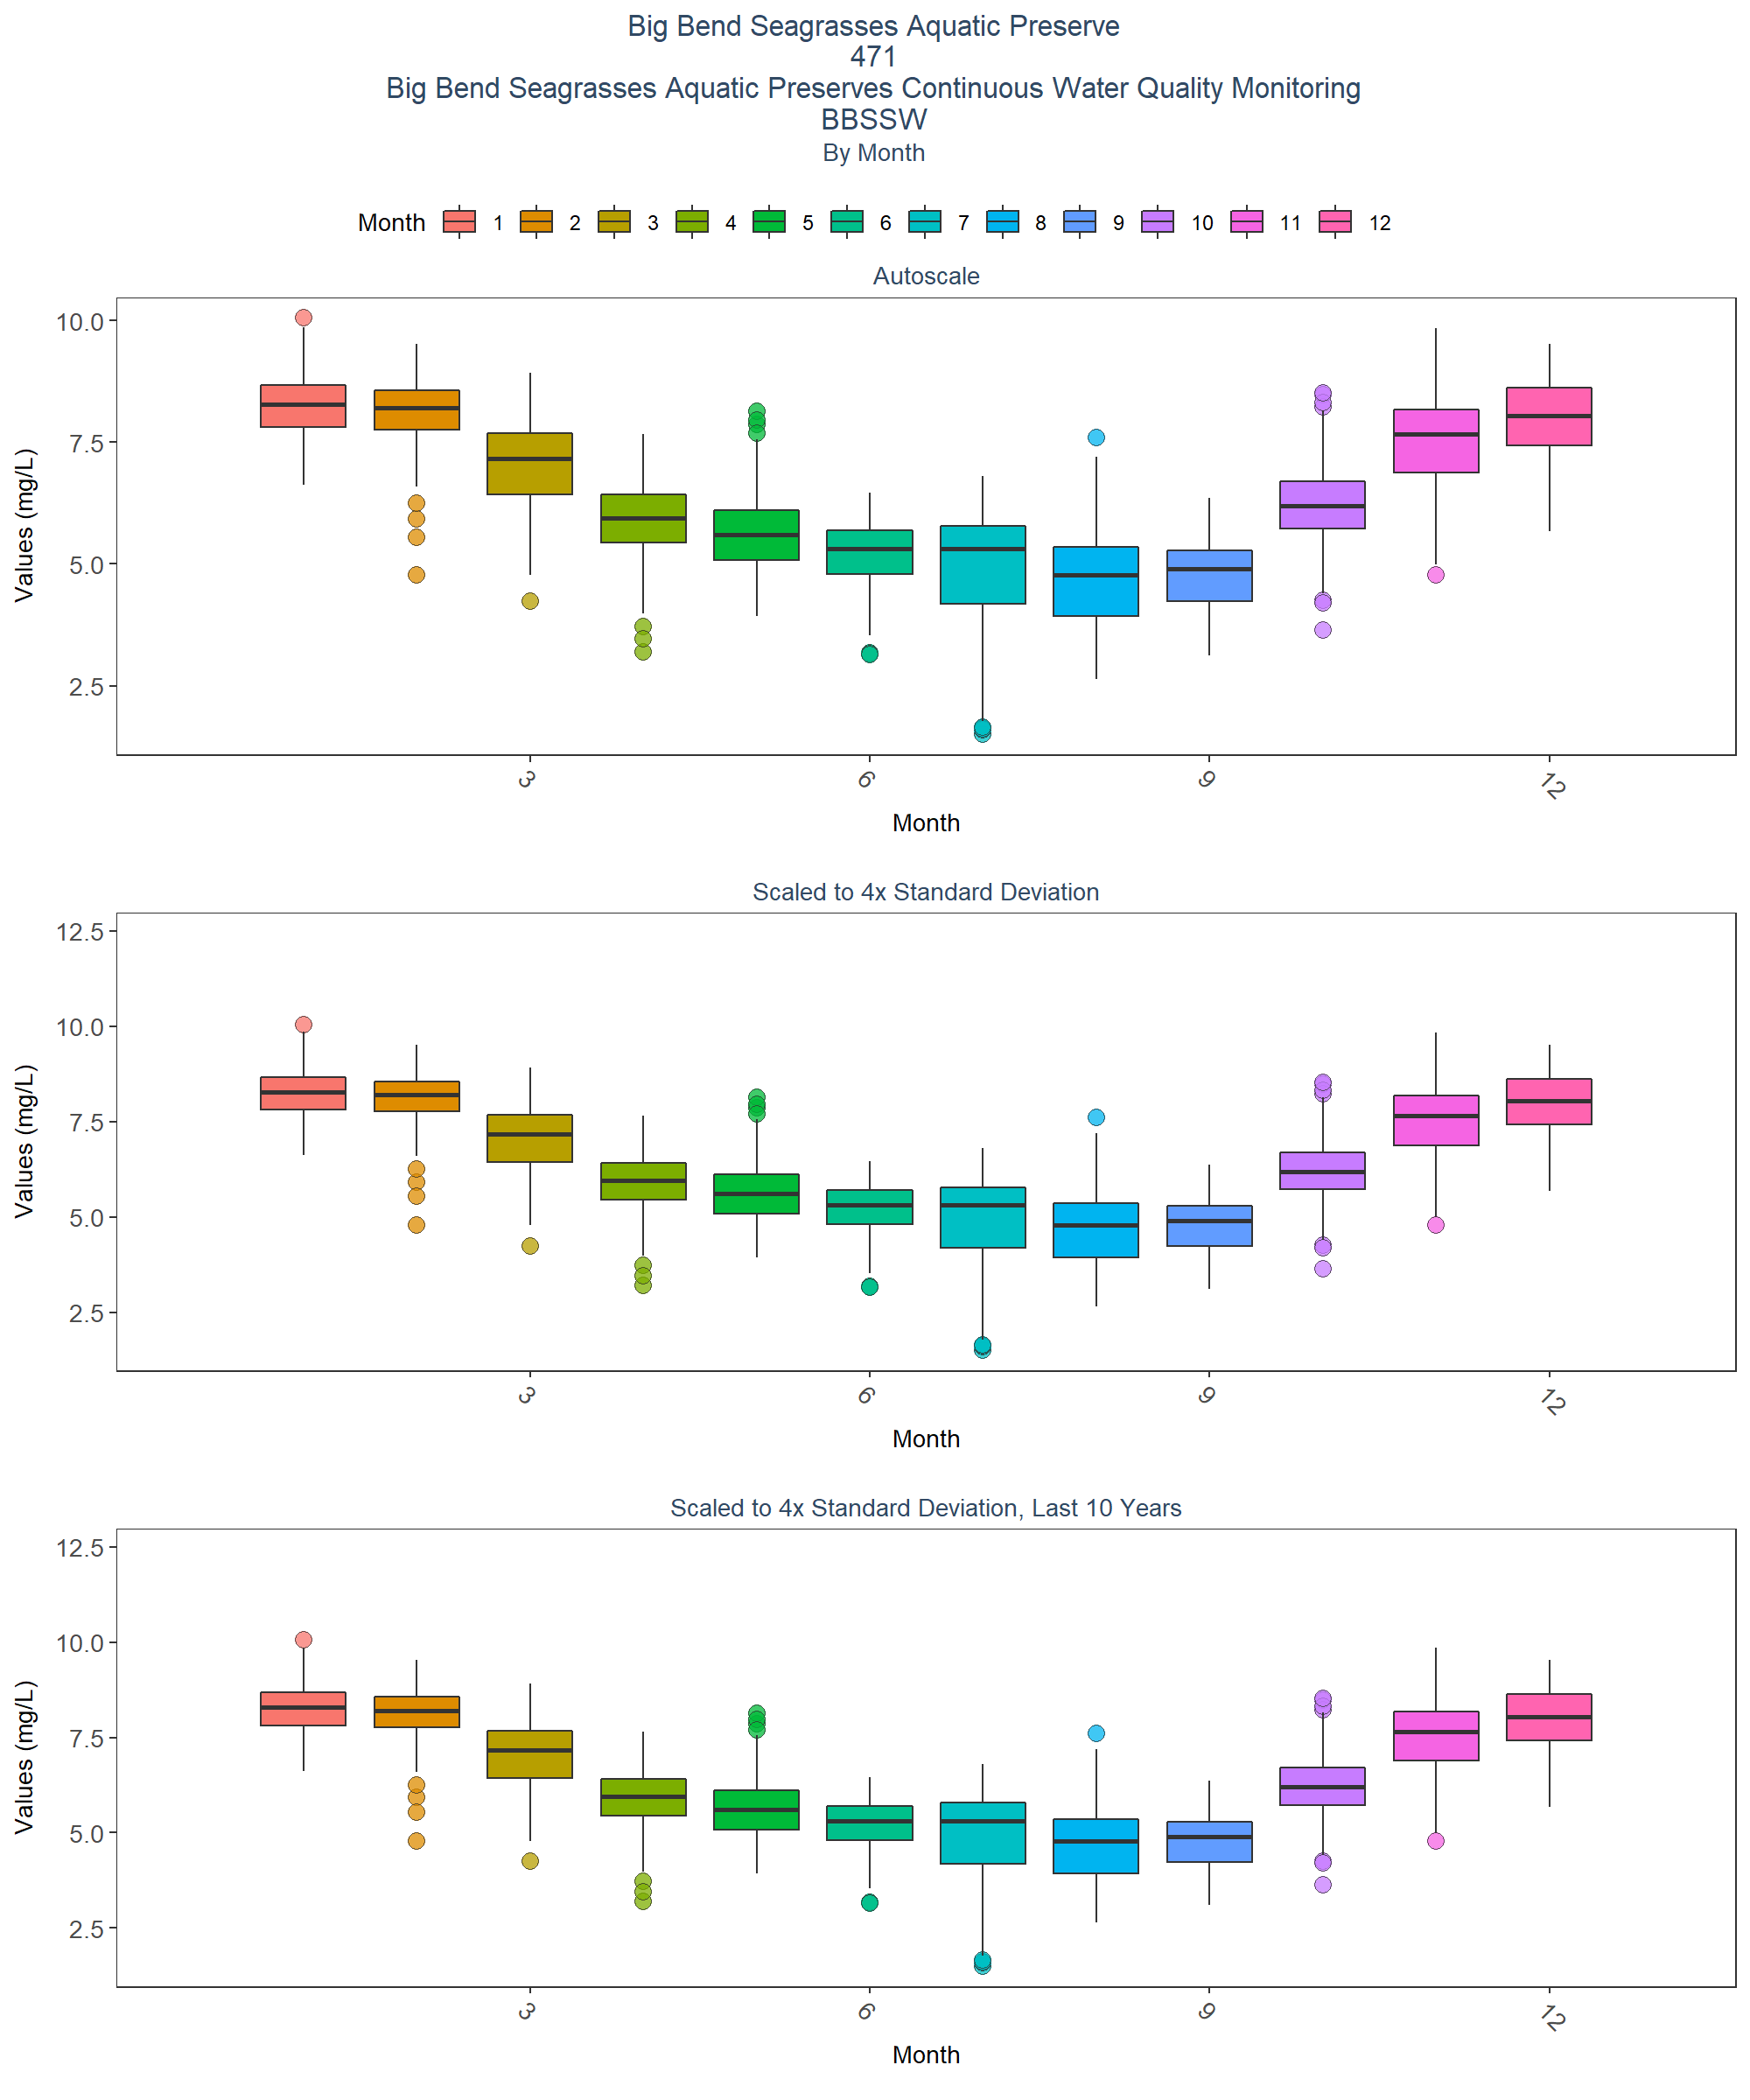 Big Bend Seagrasses Aquatic Preserve
471
Big Bend Seagrasses Aquatic Preserves Continuous Water Quality Monitoring
BBSSW
By Month
Month 1 2 3 4 5 6 7 8 9 10 11 12
Autoscale
Values (mg/L)
10.0
7.5
5.0
2.5
3 6 9 12
Month
Scaled to 4x Standard Deviation
Values (mg/L)
12.5
10.0
7.5
5.0
2.5
3 6 9 12
Month
Scaled to 4x Standard Deviation, Last 10 Years
Values (mg/L)
12.5
10.0
7.5
5.0
2.5
3 6 9 12
Month